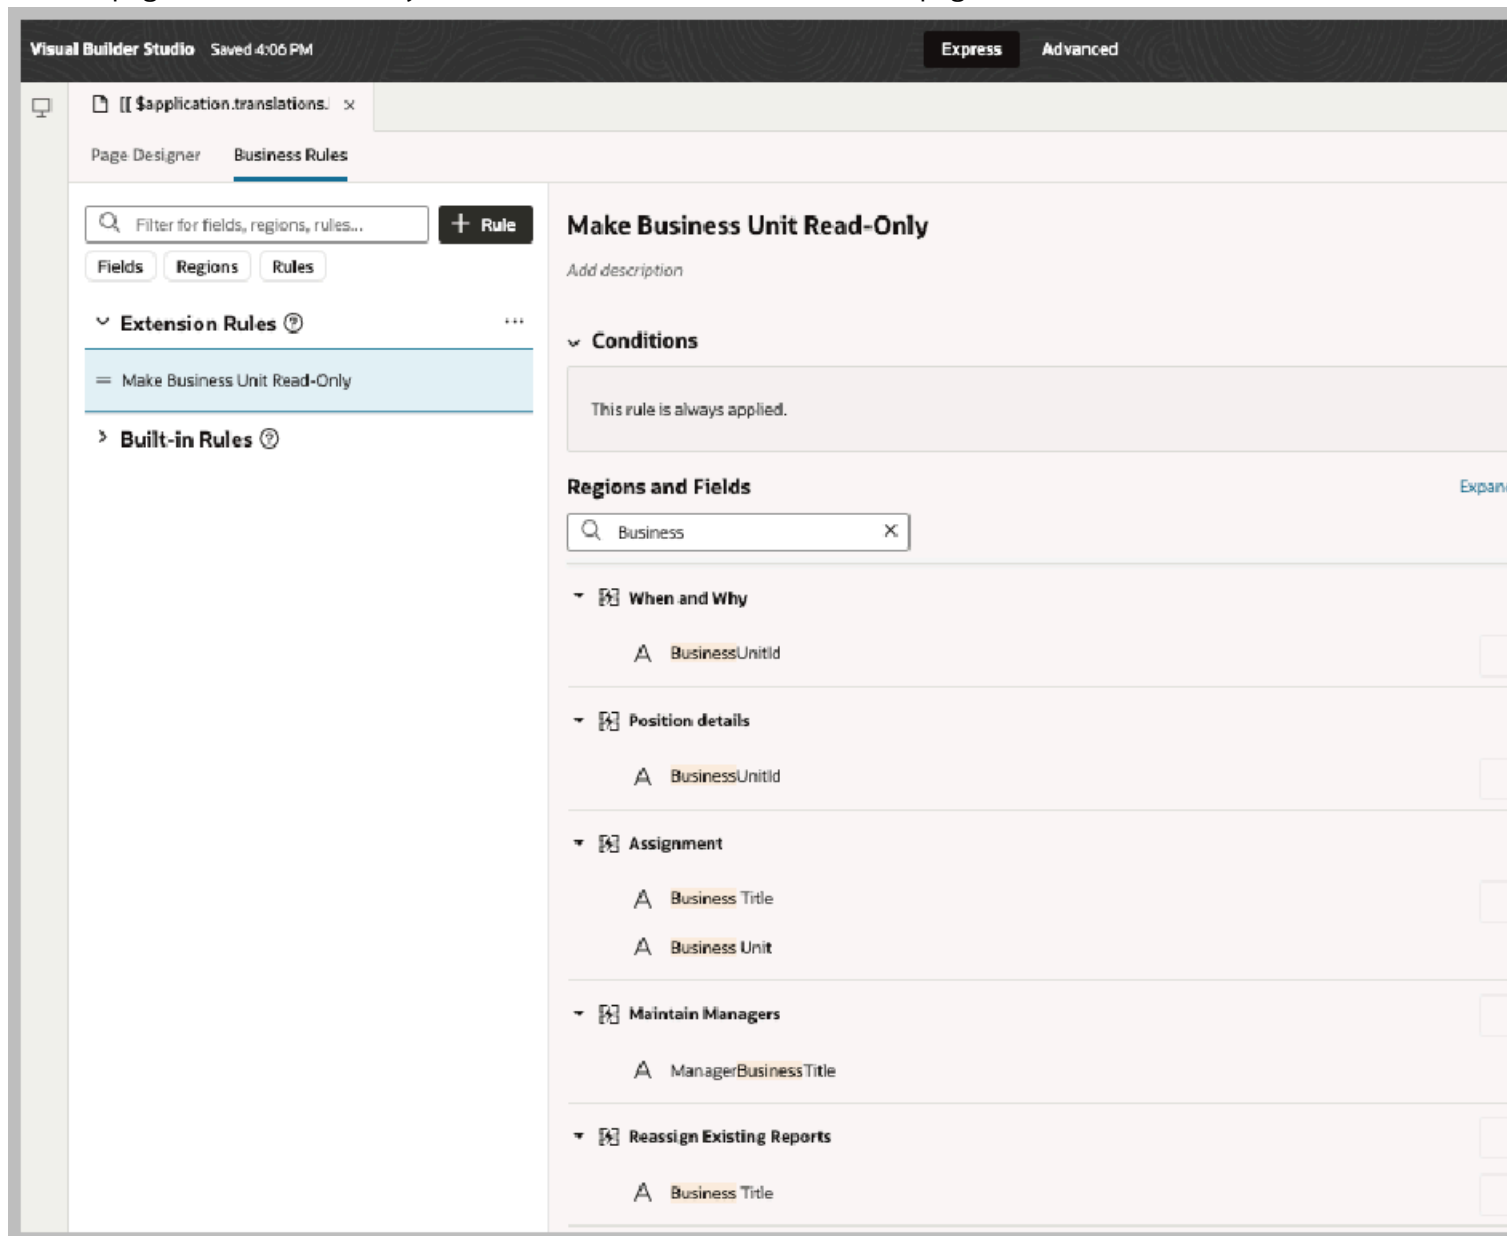 Visual Builder Studio Saved 4:06 PM Express Advanced
[[ $application.translations. ×
Page Designer Business Rules
Filter for fields, regions, rules... + Rule
Fields Regions Rules
Extension Rules ...
Make Business Unit Read-Only
Built-in Rules
Make Business Unit Read-Only
Add description
Conditions
This rule is always applied.
Regions and Fields Expan
Business ×
When and Why
BusinessUnitId
Position details
BusinessUnitId
Assignment
Business Title
Business Unit
Maintain Managers
ManagerBusinessTitle
Reassign Existing Reports
Business Title